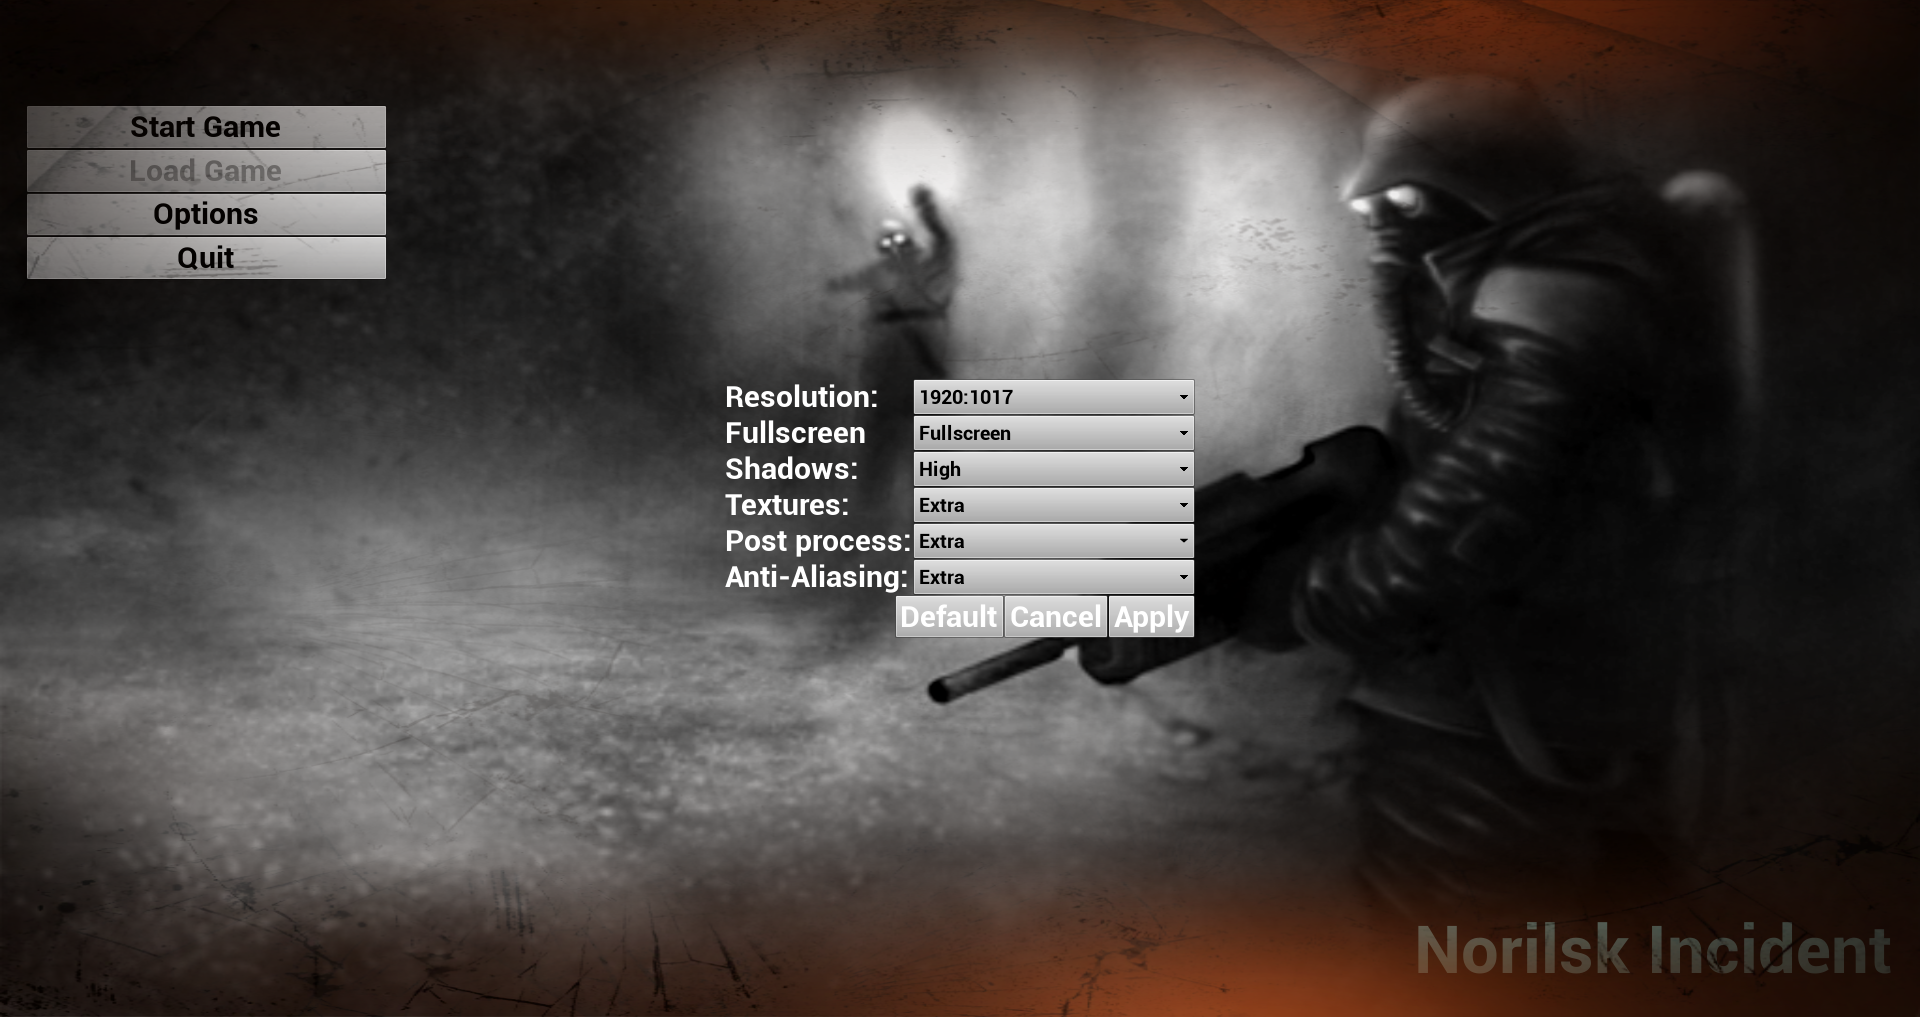 Start Game
Load Game
Options
Quit
Resolution: 1920:1017
Fullscreen Fullscreen
Shadows: High
Textures: Extra
Post process: Extra
Anti-Aliasing: Extra
Default Cancel Apply
Norilsk Incident